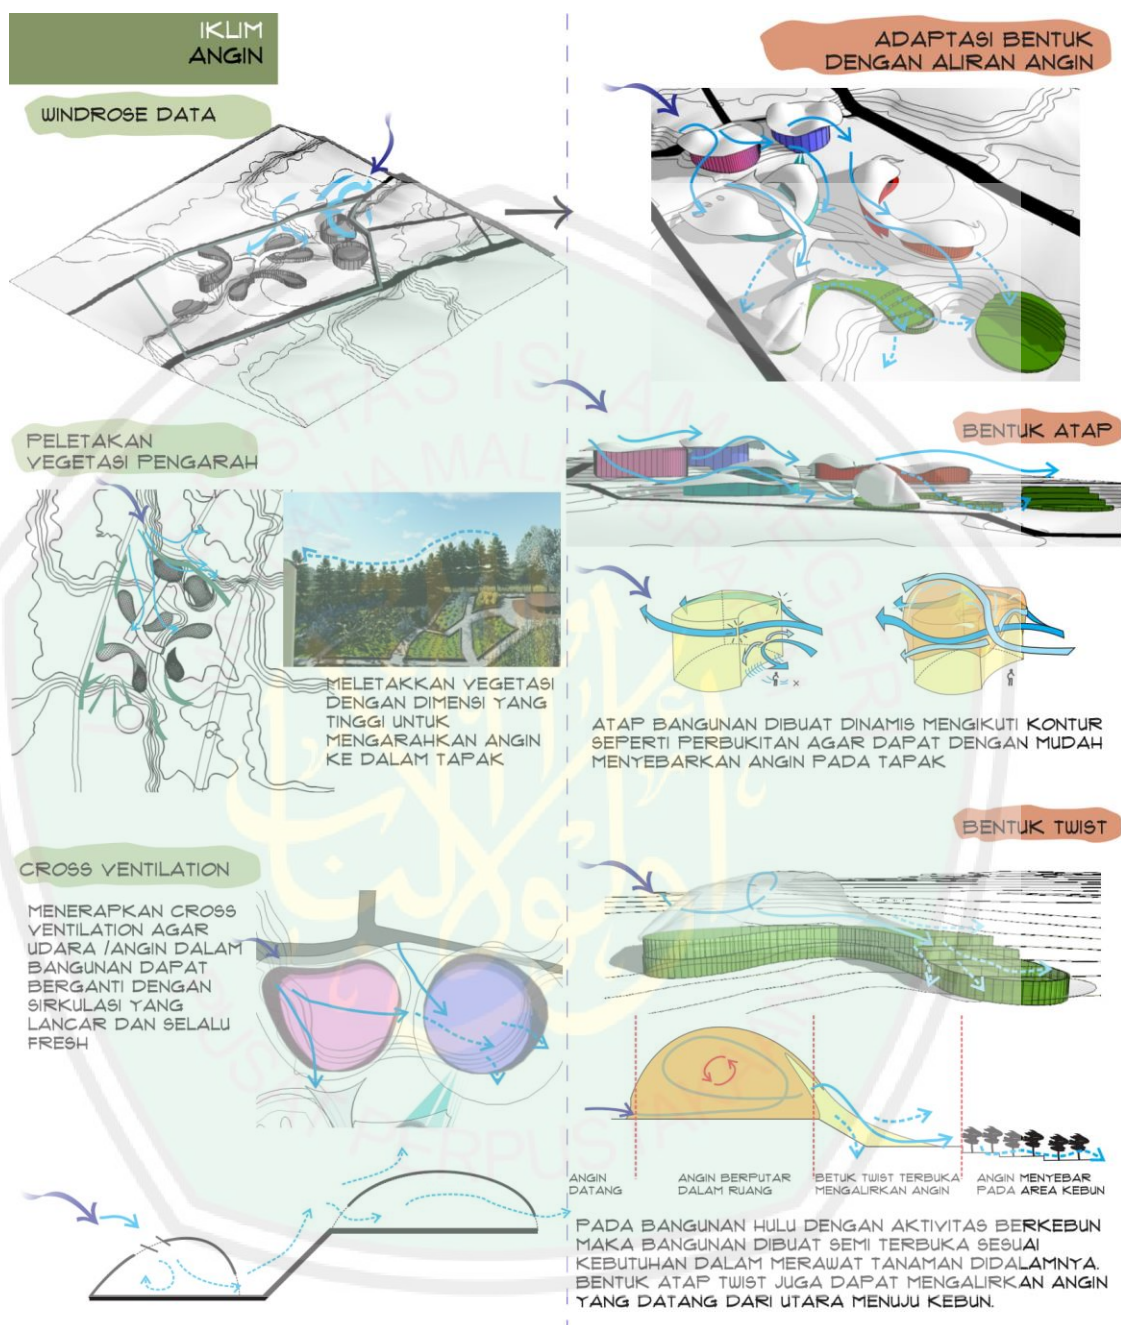 IKLIM
ANGIN
WINDROSE DATA
PELETAKAN
VEGETASI PENGARAH
MELETAKKAN VEGETASI
DENGAN DIMENSI YANG
TINGGI UNTUK
MENGARAHKAN ANGIN
KE DALAM TAPAK
CROSS VENTILATION
MENERAPKAN CROSS
VENTILATION AGAR
UDARA /ANGIN DALAM
BANGUNAN DAPAT
BERGANTI DENGAN
SIRKULASI YANG
LANCAR DAN SELALU
FRESH
ADAPTASI BENTUK
DENGAN ALIRAN ANGIN
BENTUK ATAP
ATAP BANGUNAN DIBUAT DINAMIS MENGIKUTI KONTUR
SEPERTI PERBUKITAN AGAR DAPAT DENGAN MUDAH
MENYEBARKAN ANGIN PADA TAPAK
BENTUK TWIST
ANGIN
DATANG
ANGIN BERPUTAR
DALAM RUANG
BETUK TWIST TERBUKA
MENGALIRKAN ANGIN
ANGIN MENYEBAR
PADA AREA KEBUN
PADA BANGUNAN HULU DENGAN AKTIVITAS BERKEBUN
MAKA BANGUNAN DIBUAT SEMI TERBUKA SESUAI
KEBUTUHAN DALAM MERAWAT TANAMAN DIDALAMNYA.
BENTUK ATAP TWIST JUGA DAPAT MENGALIRKAN ANGIN
YANG DATANG DARI UTARA MENUJU KEBUN.